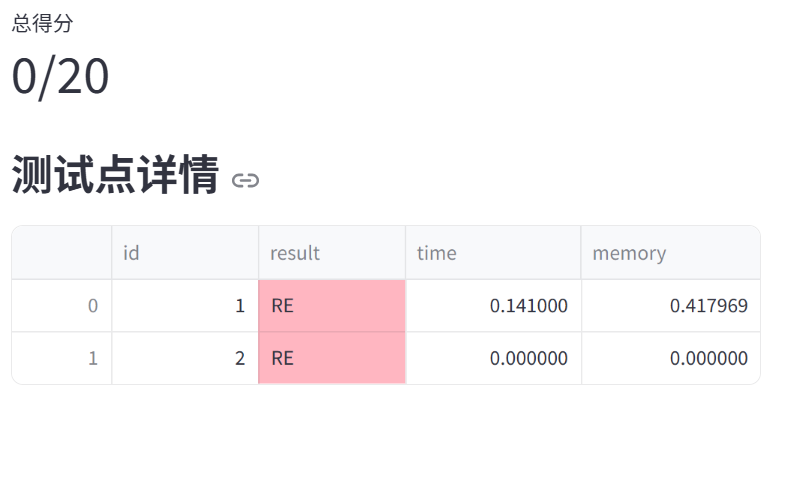 总得分
0/20
测试点详情
id result time memory
0 1 RE 0.141000 0.417969
1 2 RE 0.000000 0.000000